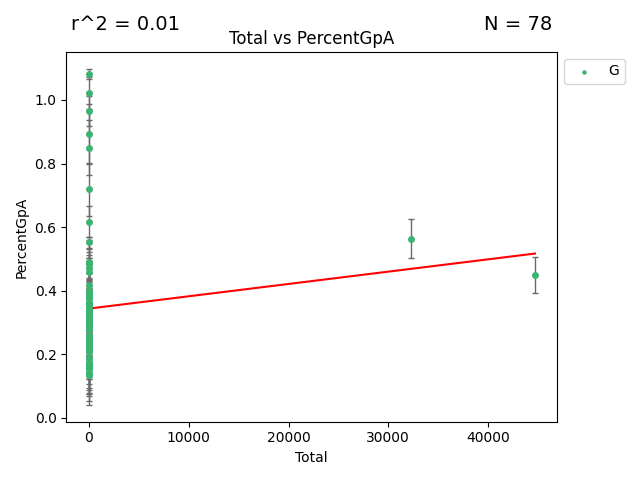 r^2 = 0.01
N = 78
Total vs PercentGpA
G
1.0
0.8
0.6
0.4
0.2
0.0
PercentGpA
0 10000 20000 30000 40000
Total